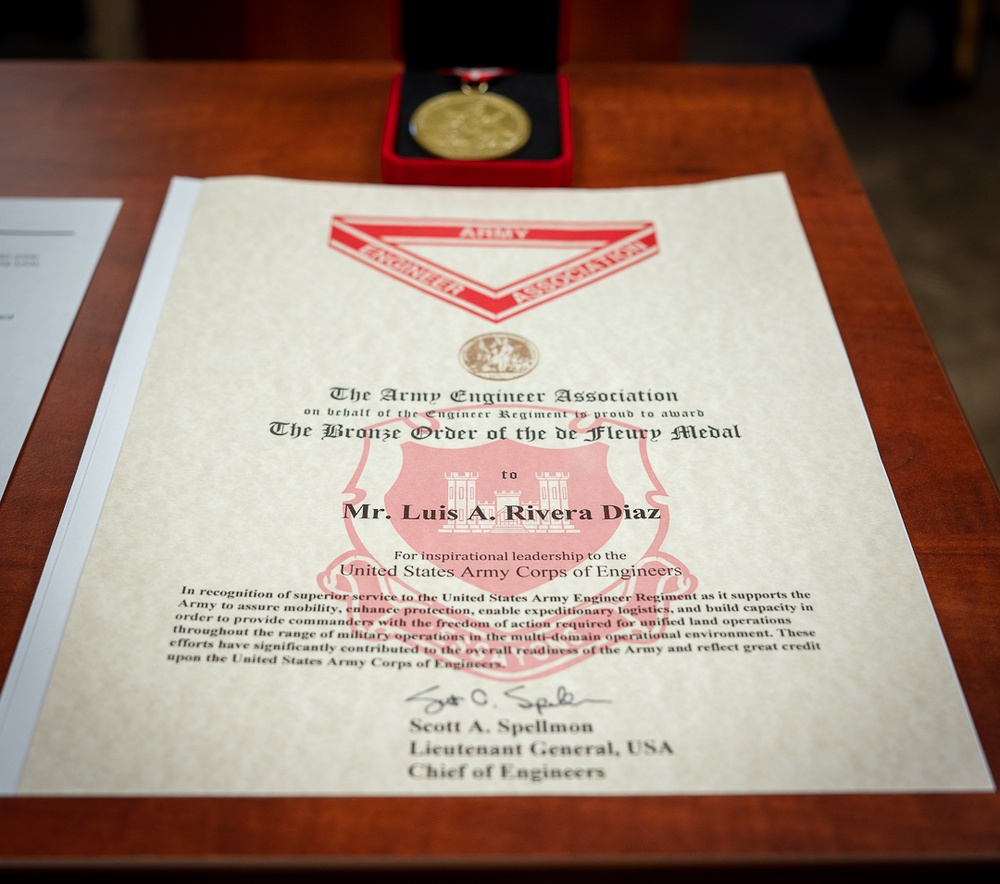 ARMY
ENGINEER ASSOCIATION
The Army Engineer Association
on behalf of the Engineer Regiment is proud to award
The Bronze Order of the de Fleury Medal
to
Mr. Luis A. Rivera Diaz
For inspirational leadership to the
United States Army Corps of Engineers
In recognition of superior service to the United States Army Engineer Regiment as it supports the
Army to assure mobility, enhance protection, enable expeditionary logistics, and build capacity in
order to provide commanders with the freedom of action required for unified land operations
throughout the range of military operations in the multi-domain operational environment. These
efforts have significantly contributed to the overall readiness of the Army and reflect great credit
upon the United States Army Corps of Engineers.
Scott A. Spellmon
Lieutenant General, USA
Chief of Engineers